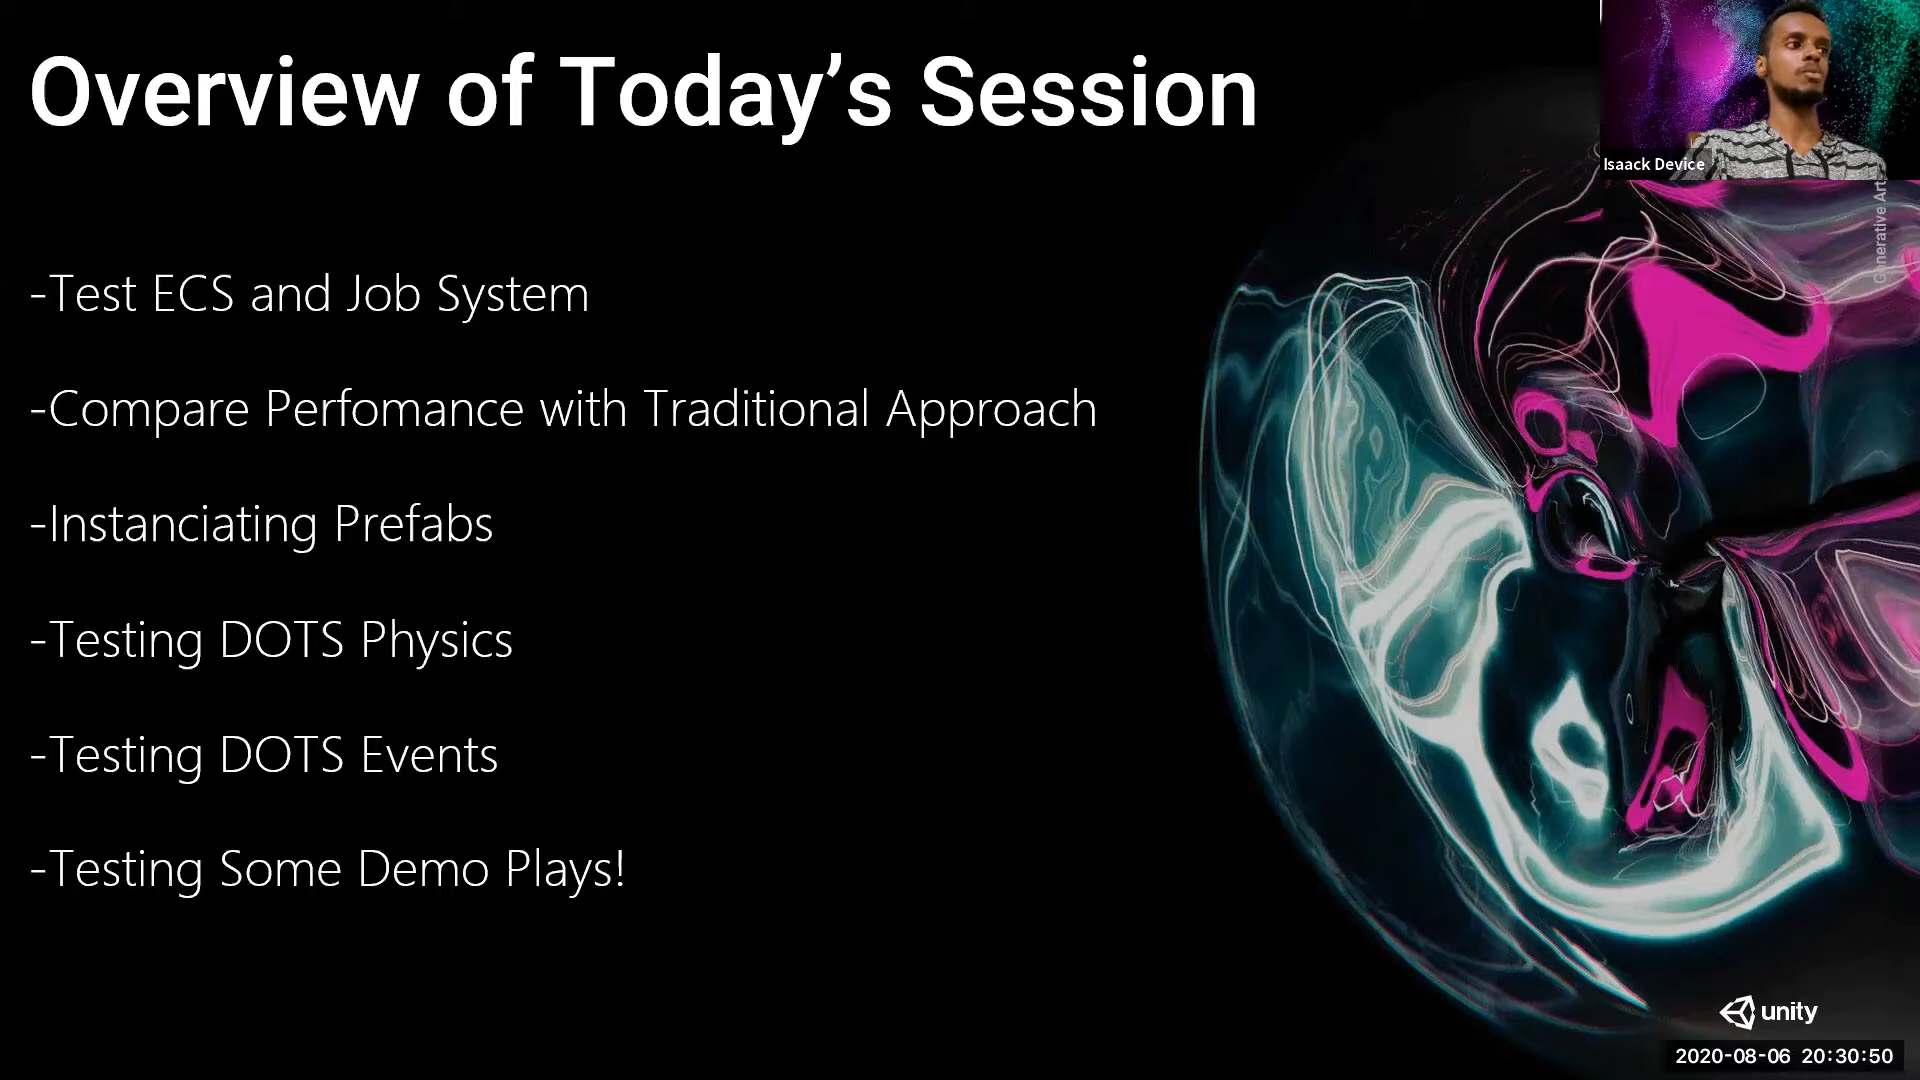 Overview of Today’s Session
Isaack Device
Generative Art
-Test ECS and Job System
-Compare Perfomance with Traditional Approach
-Instanciating Prefabs
-Testing DOTS Physics
-Testing DOTS Events
-Testing Some Demo Plays!
unity
2020-08-06 20:30:50